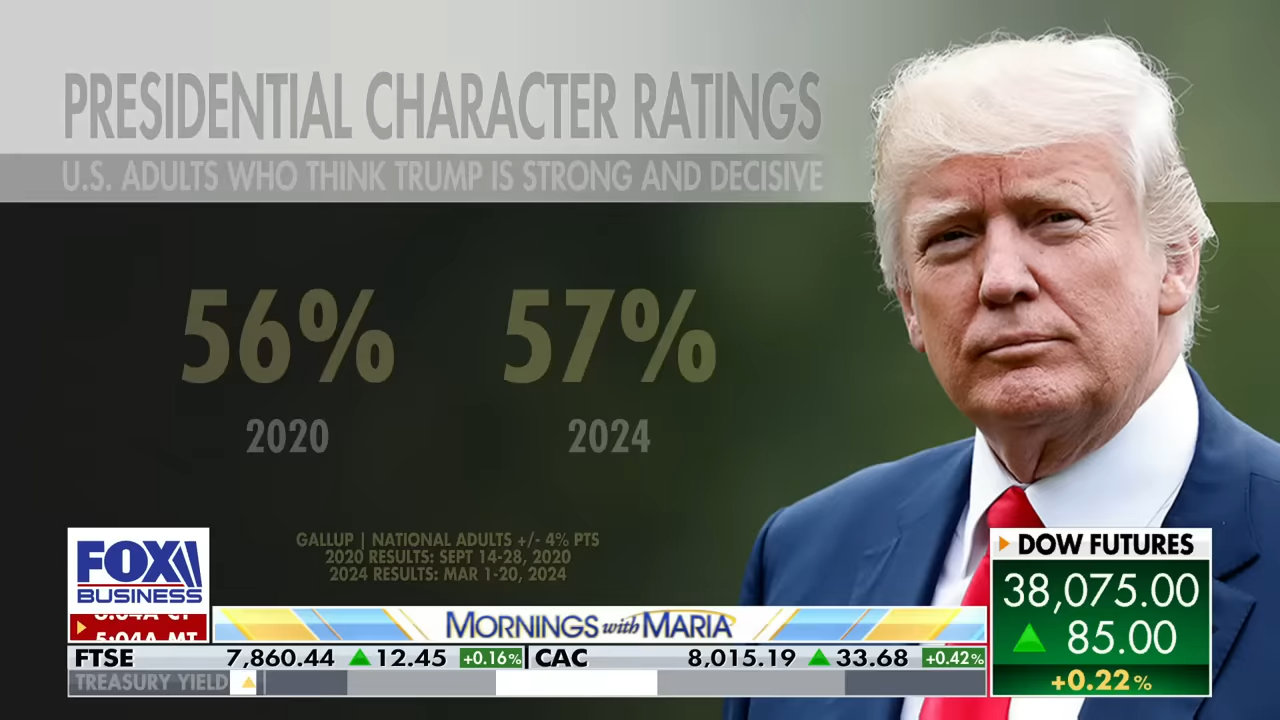 PRESIDENTIAL CHARACTER RATINGS
U.S. ADULTS WHO THINK TRUMP IS STRONG AND DECISIVE
56% 57%
2020 2024
GALLUP | NATIONAL ADULTS +/- 4% PTS
2020 RESULTS: SEPT 14-28, 2020
2024 RESULTS: MAR 1-20, 2024
FOX
BUSINESS
5:04A MT
MORNINGS with MARIA
FTSE 7,860.44 12.45 +0.16% CAC 8,015.19 33.68 +0.42%
TREASURY YIELD
DOW FUTURES
38,075.00
85.00
+0.22%